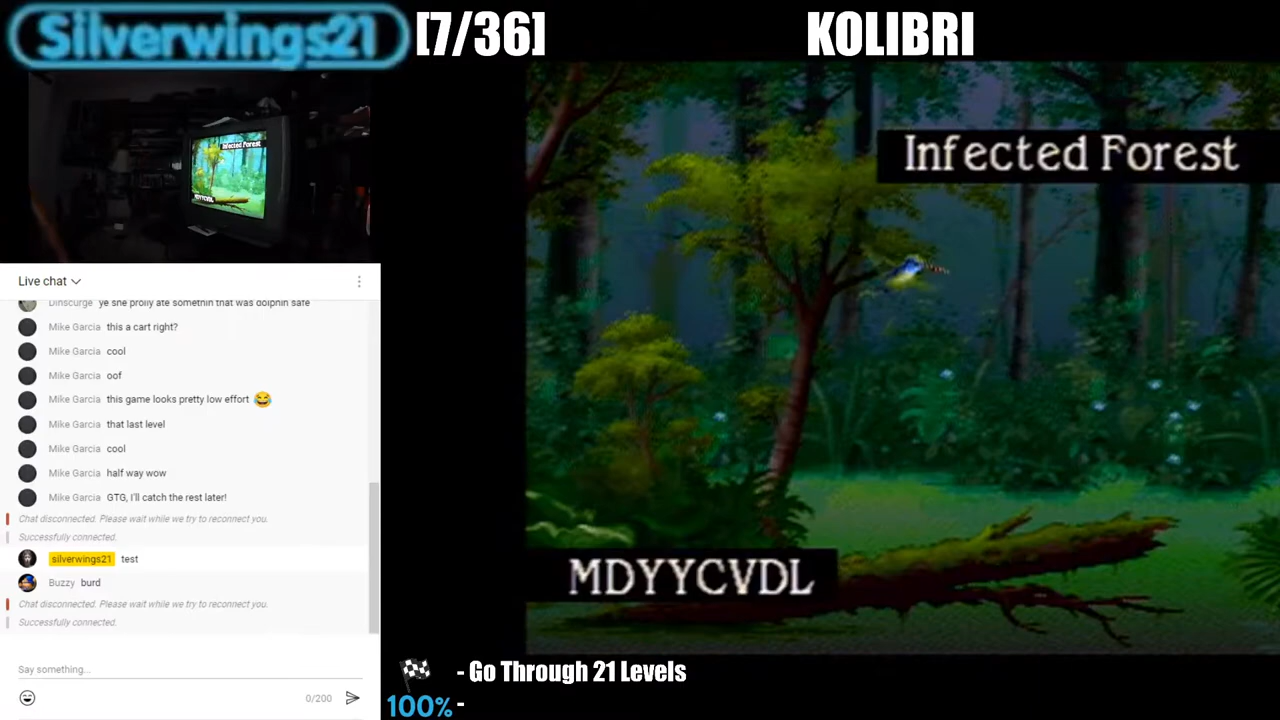 Silverwings21 [7/36] KOLIBRI
Infected Forest
MDYYCVDL
Infected Forest
MDYYCVDL
Live chat
Dinscurge ye she prolly ate somethin that was dolphin safe
Mike Garcia this a cart right?
Mike Garcia cool
Mike Garcia oof
Mike Garcia this game looks pretty low effort 😂
Mike Garcia that last level
Mike Garcia cool
Mike Garcia half way wow
Mike Garcia GTG, I'll catch the rest later!
Chat disconnected. Please wait while we try to reconnect you.
Successfully connected.
silverwings21 test
Buzzy burd
Chat disconnected. Please wait while we try to reconnect you.
Successfully connected.
Say something...
0/200
- Go Through 21 Levels
100% -